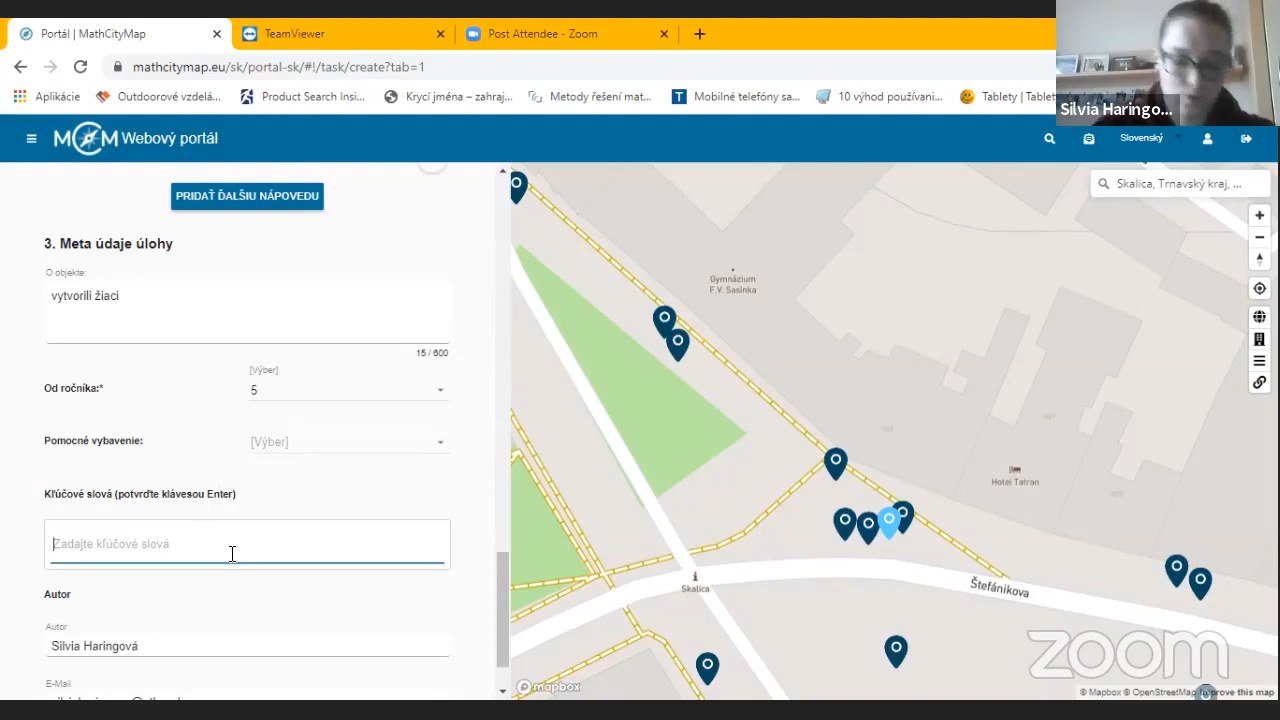 Portál | MathCityMap
TeamViewer
Post Attendee - Zoom
mathcitymap.eu/sk/portal-sk/#!/task/create?tab=1
Aplikácie
Outdoorové vzdelá...
Product Search Insi...
Krycí jména – zahraj...
Metody řešení mat...
Mobilné telefóny sa...
10 výhod používani...
Tablety | Tablet
Silvia Haringo...
MCM Webový portál
Slovenský
PRIDAŤ ĎALŠIU NÁPOVEDU
3. Meta údaje úlohy
O objekte:
vytvorili žiaci
15 / 600
Od ročníka:*
[Výber]
5
Pomocné vybavenie:
[Výber]
Kľúčové slová (potvrďte klávesou Enter)
Zadajte kľúčové slová
Autor
Autor
Silvia Haringová
E-Mail
Skalica, Trnavský kraj, ...
Gymnázium
F.V. Sasinka
Hotel Tatran
Skalica
Štefánikova
zoom
mapbox
© Mapbox © OpenStreetMap Improve this map